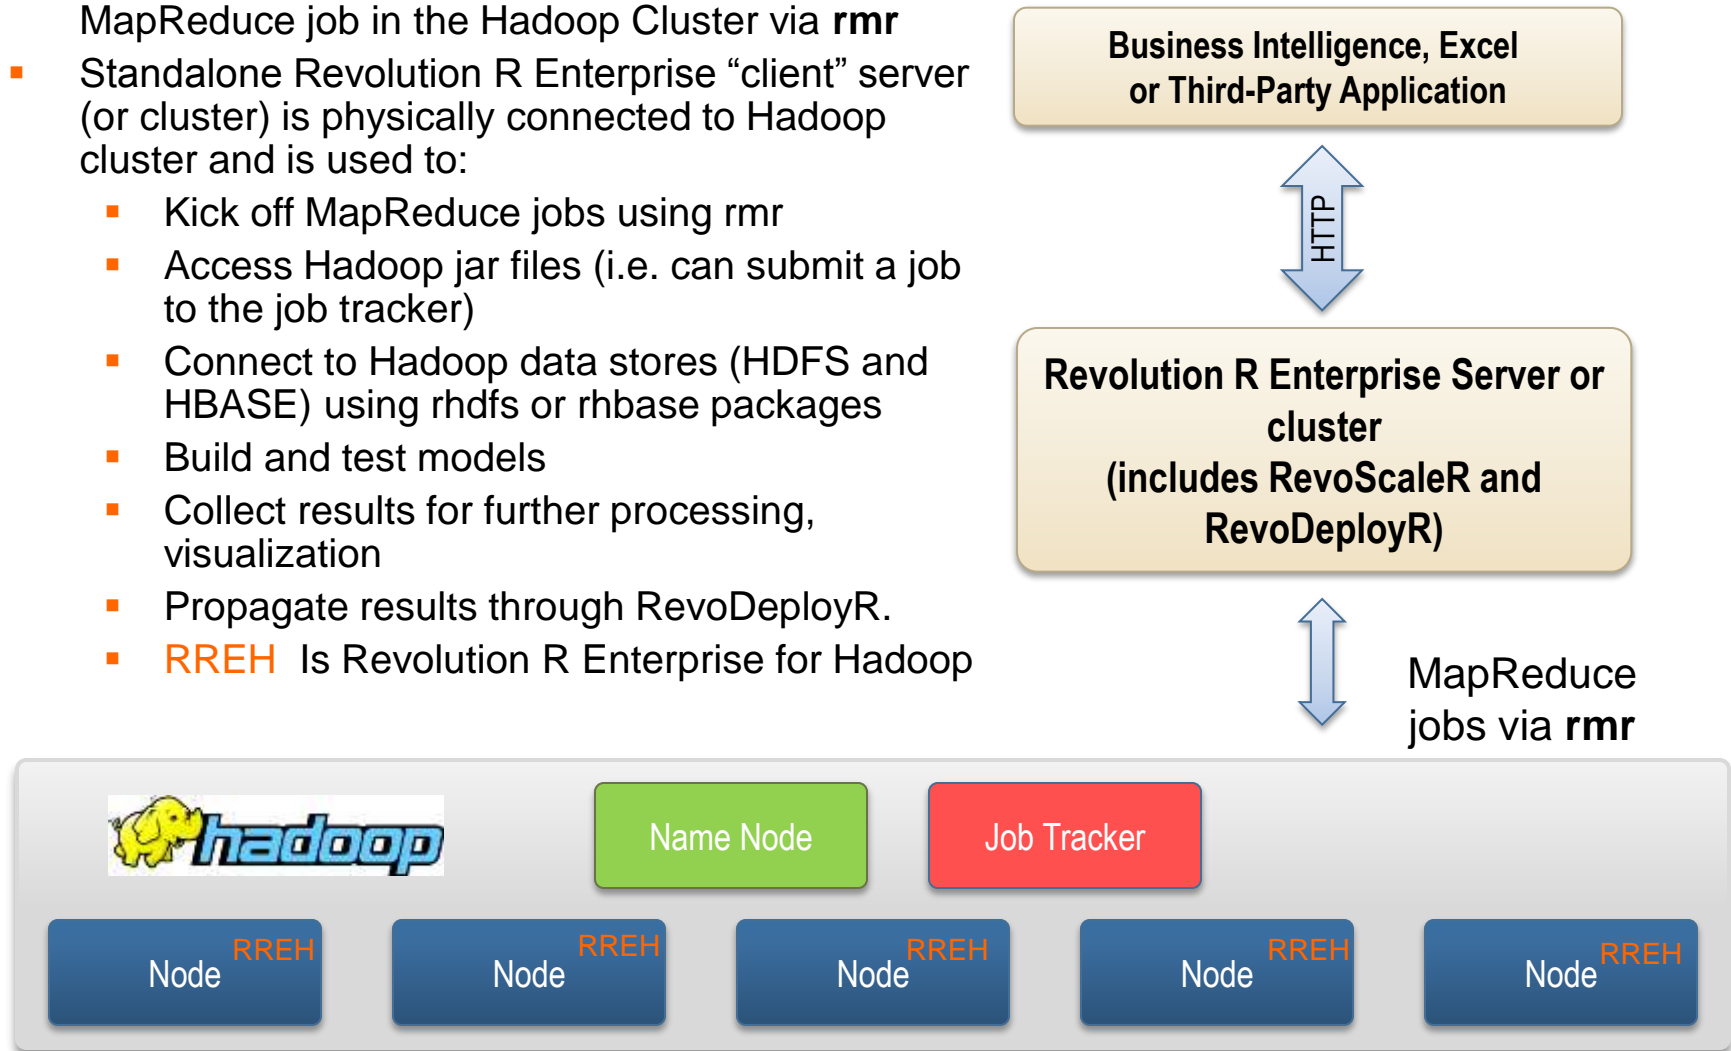 MapReduce job in the Hadoop Cluster via rmr
Standalone Revolution R Enterprise “client” server
(or cluster) is physically connected to Hadoop
cluster and is used to:
Kick off MapReduce jobs using rmr
Access Hadoop jar files (i.e. can submit a job
to the job tracker)
Connect to Hadoop data stores (HDFS and
HBASE) using rhdfs or rhbase packages
Build and test models
Collect results for further processing,
visualization
Propagate results through RevoDeployR.
RREH Is Revolution R Enterprise for Hadoop
Business Intelligence, Excel
or Third-Party Application
HTTP
Revolution R Enterprise Server or
cluster
(includes RevoScaleR and
RevoDeployR)
MapReduce
jobs via rmr
hadoop
Name Node
Job Tracker
Node RREH
Node RREH
Node RREH
Node RREH
Node RREH